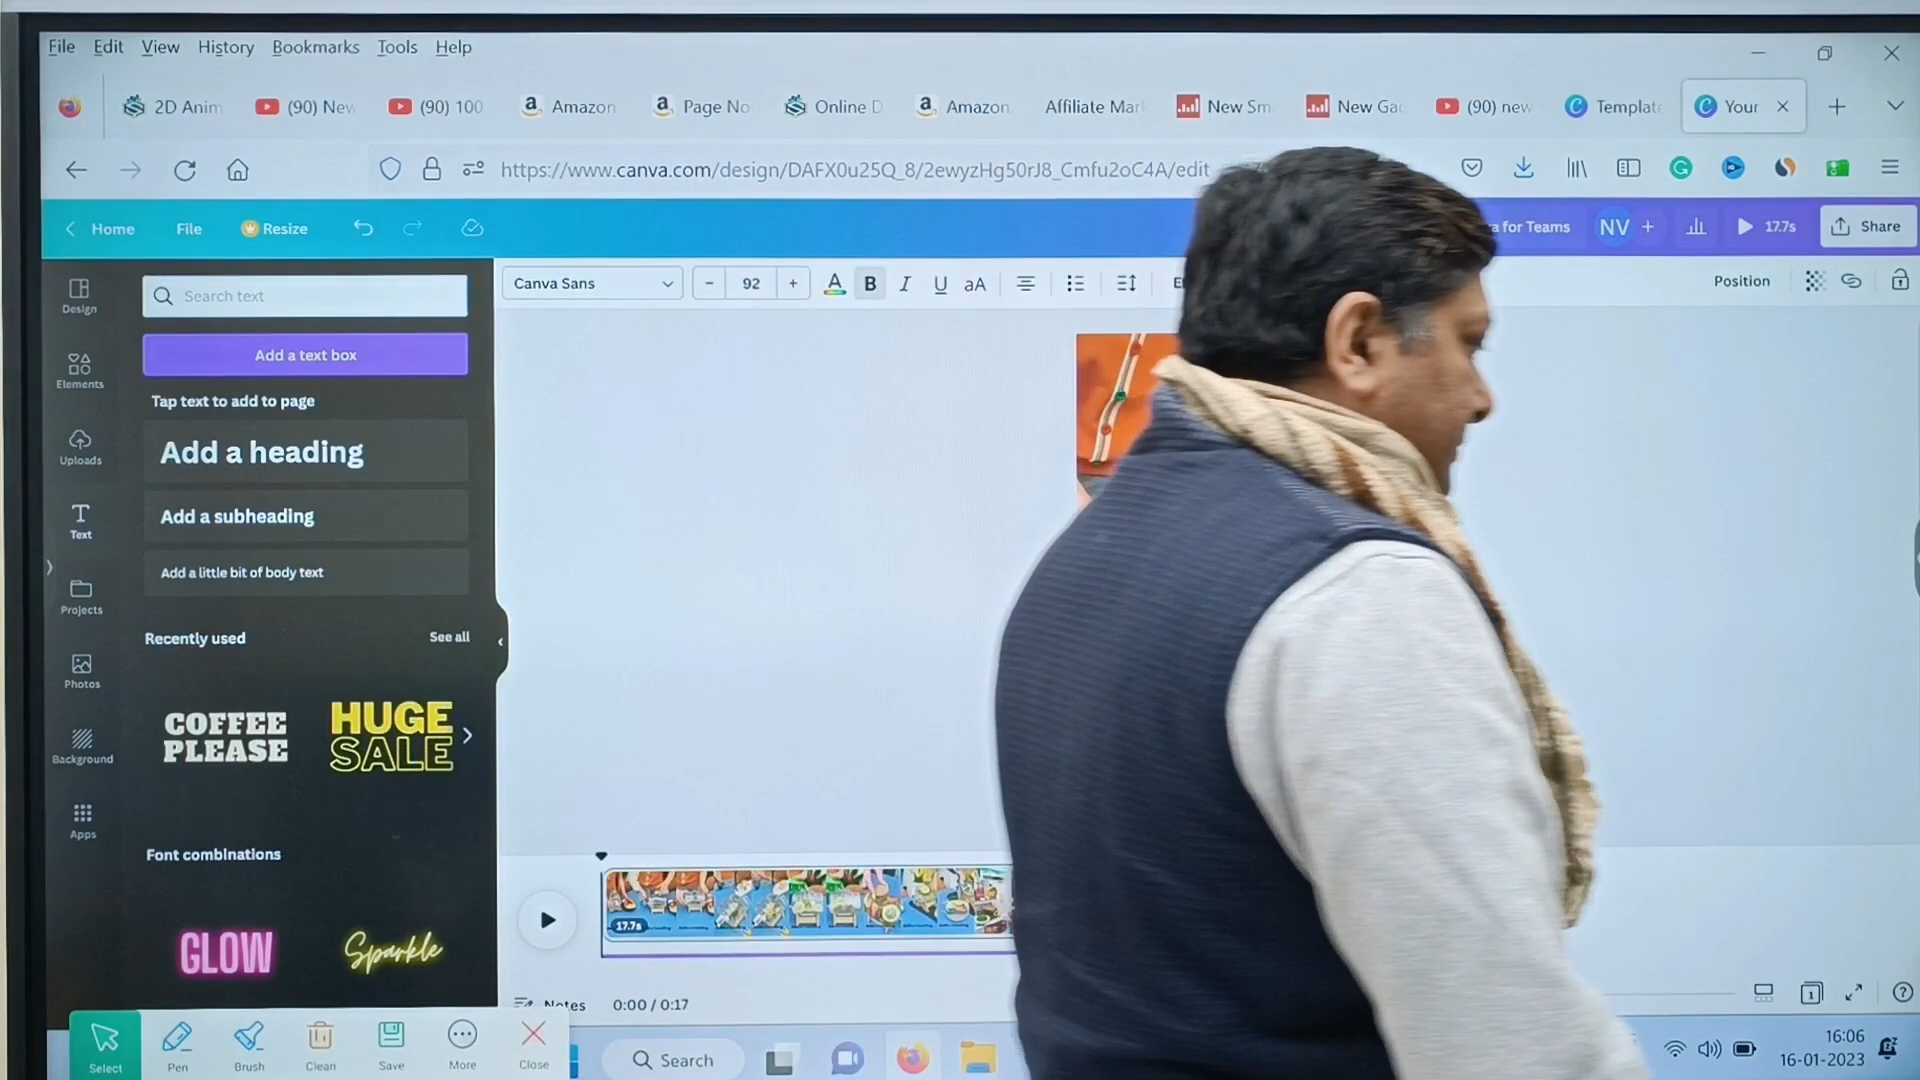 File Edit View History Bookmarks Tools Help
2D Anim
(90) New
(90) 100
Amazon
Page No
Online D
Amazon
Affiliate Mar
New Sm
New Gad
(90) new
Template
Your
https://www.canva.com/design/DAFX0u25Q_8/2ewyzHg50rJ8_Cmfu2oC4A/edit
Home File Resize
for Teams
NV +
17.7s
Share
Canva Sans
– 92 +
A B I U aA
Position
Design
Elements
Uploads
Text
Projects
Photos
Background
Apps
Search text
Add a text box
Tap text to add to page
Add a heading
Add a subheading
Add a little bit of body text
Recently used See all
COFFEE
PLEASE
HUGE
SALE
Font combinations
GLOW
Sparkle
17.7s
Notes 0:00 / 0:17
1
Select Pen Brush Clean Save More Close
Search
16:06
16-01-2023